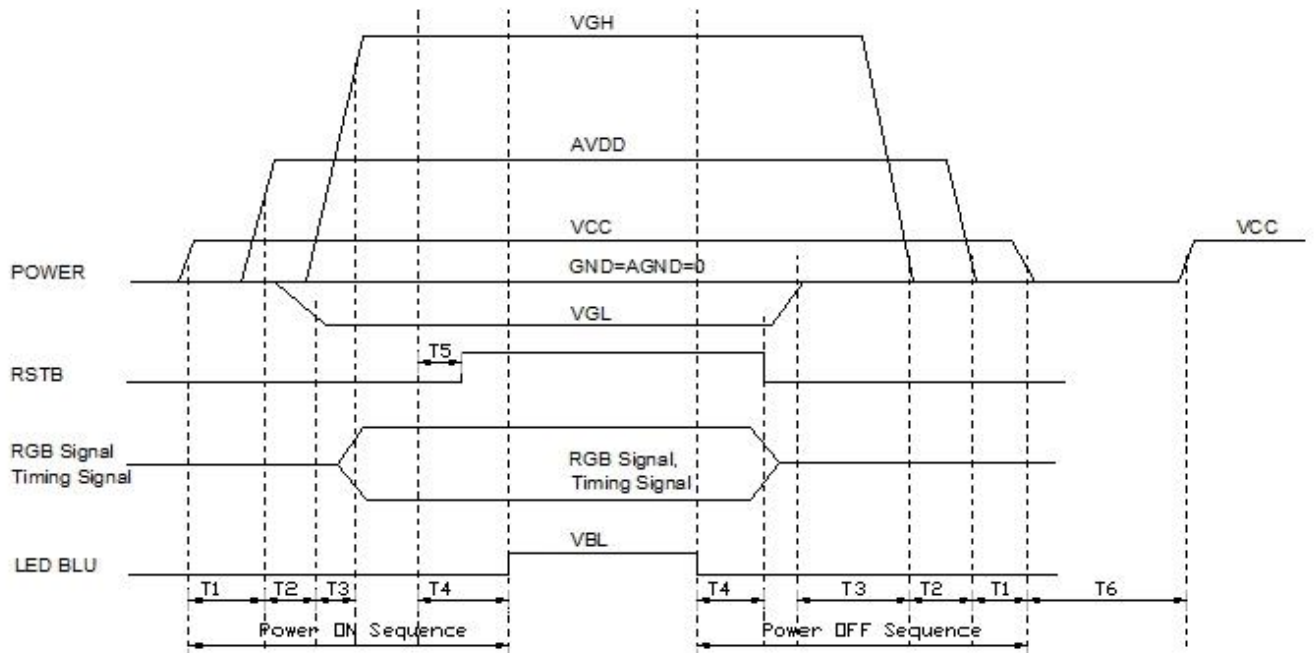 VGH
AVDD
VCC
VCC
POWER
GND=AGND=0
VGL
T5
RSTB
RGB Signal
Timing Signal
RGB Signal,
Timing Signal
VBL
LED BLU
T1
T2
T3
T4
T4
T3
T2
T1
T6
Power ON Sequence
Power OFF Sequence